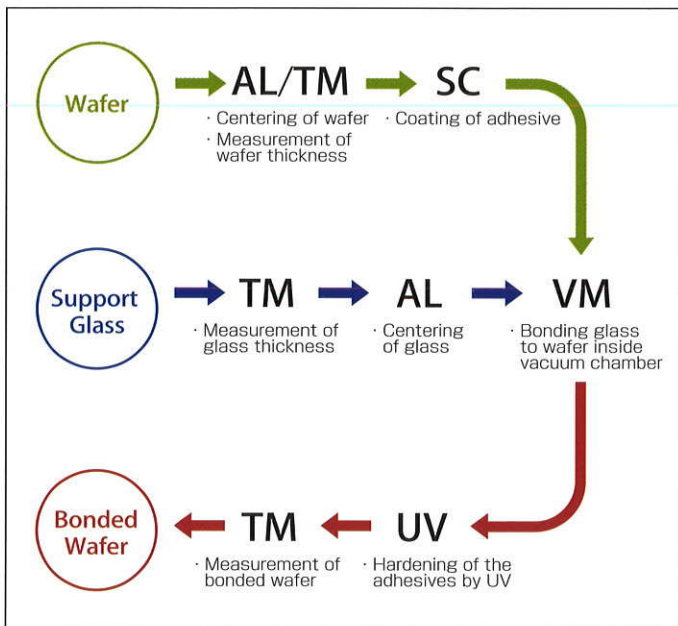 Wafer
AL/TM
· Centering of wafer
· Measurement of
wafer thickness
SC
· Coating of adhesive
Support
Glass
TM
· Measurement of
glass thickness
AL
· Centering
of glass
VM
· Bonding glass
to wafer inside
vacuum chamber
Bonded
Wafer
TM
· Measurement of
bonded wafer
UV
· Hardening of the
adhesives by UV